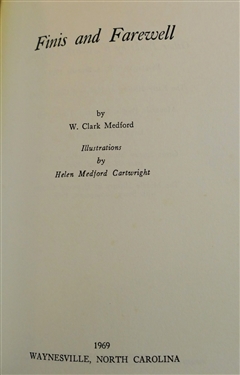 Finis and Farewell
by
W. Clark Medford
Illustrations
by
Helen Medford Cartwright
1969
WAYNESVILLE, NORTH CAROLINA